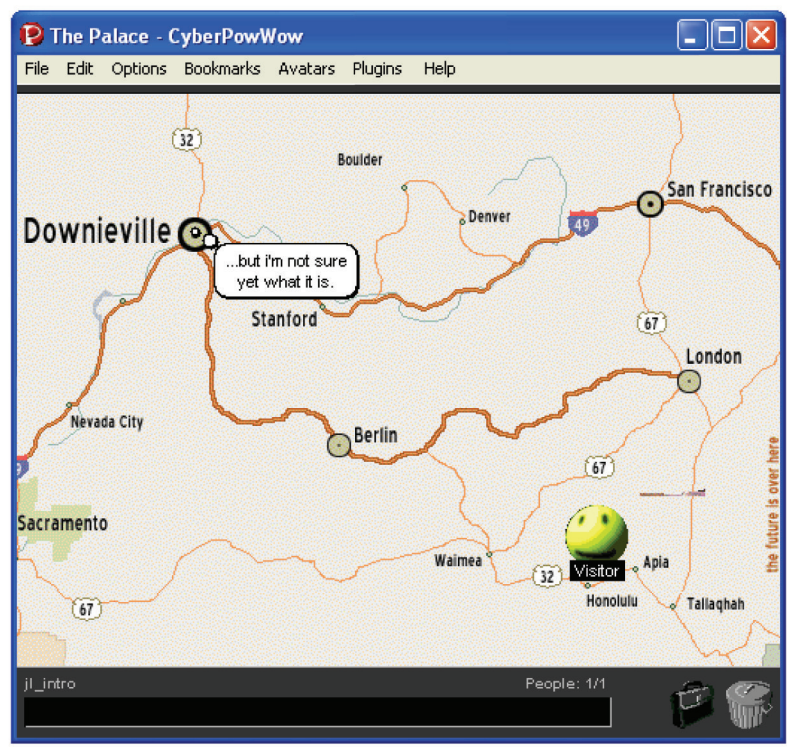 The Palace - CyberPowWow
File Edit Options Bookmarks Avatars Plugins Help
32
Boulder
San Francisco
Denver
49
Downieville
...but i'm not sure
yet what it is.
Stanford
67
London
Nevada City
Berlin
67
9
the future is over here
Sacramento
Waimea
32
Visitor
Apia
Honolulu
Tallaqhah
67
jl_intro
People: 1/1